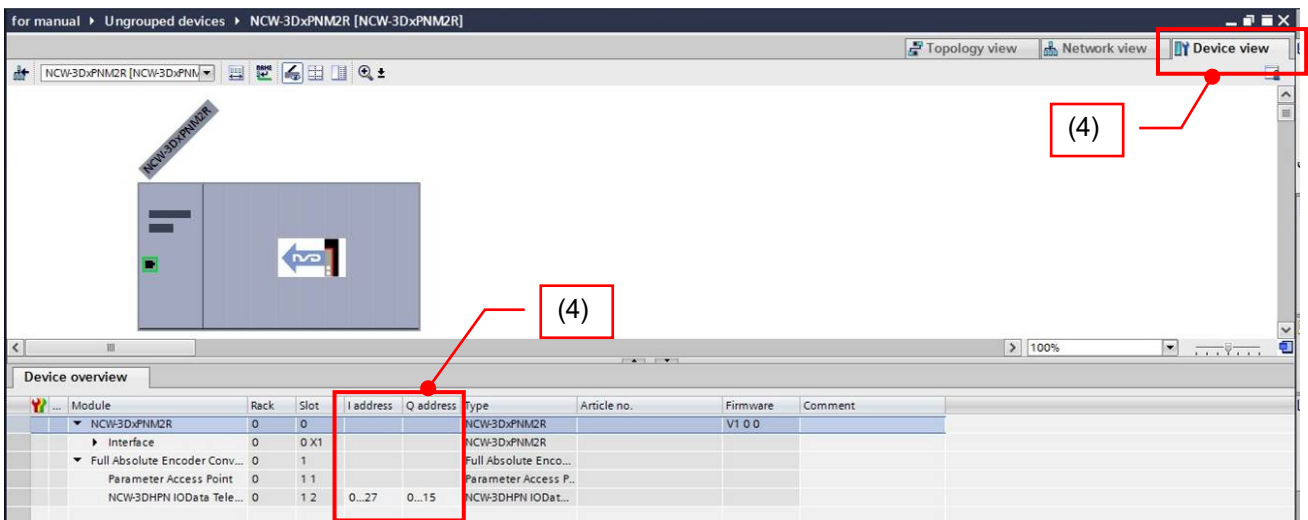 for manual ▸ Ungrouped devices ▸ NCW-3DxPNM2R [NCW-3DxPNM2R]
Topology view Network view Device view
NCW-3DxPNM2R [NCW-3DxPNM
(4)
NCW-3DxPNM2R
(4)
100%
Device overview
... Module Rack Slot I address Q address Type Article no. Firmware Comment
NCW-3DxPNM2R 0 0 NCW-3DxPNM2R V1 0 0
Interface 0 0 X1 NCW-3DxPNM2R
Full Absolute Encoder Conv... 0 1 Full Absolute Enco...
Parameter Access Point 0 1 1 Parameter Access P..
NCW-3DHPN IOData Tele... 0 1 2 0...27 0...15 NCW-3DHPN IODat...